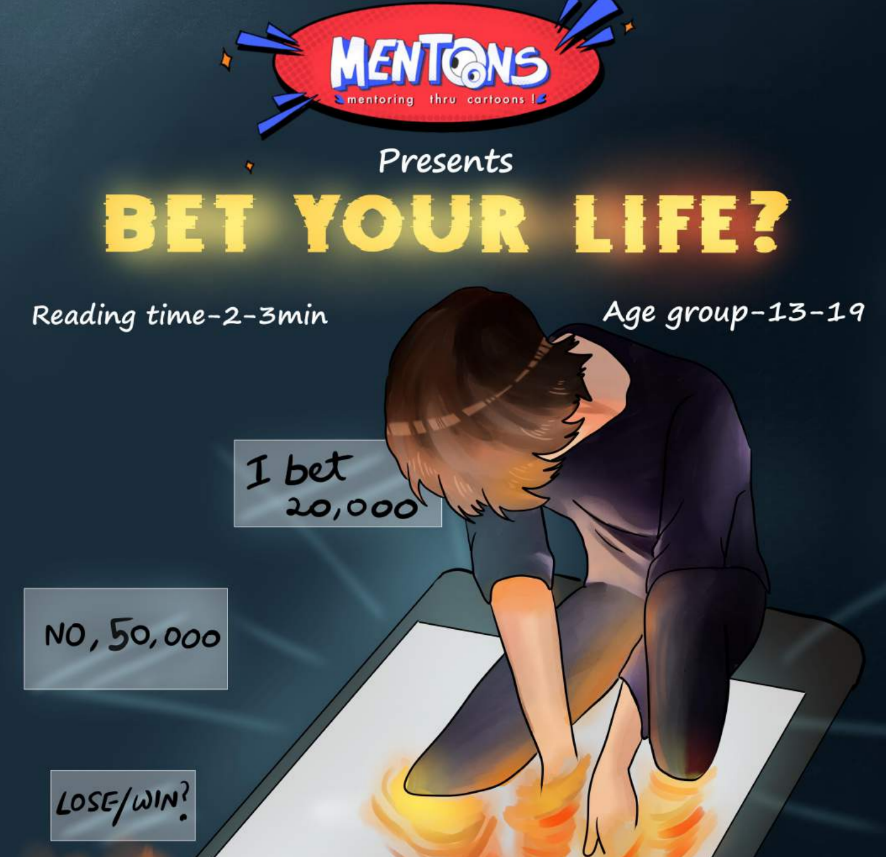 MENTOONS
mentoring thru cartoons !
Presents
BET YOUR LIFE?
Reading time-2-3min
Age group-13-19
I bet
20,000
NO, 50,000
LOSE/WIN?